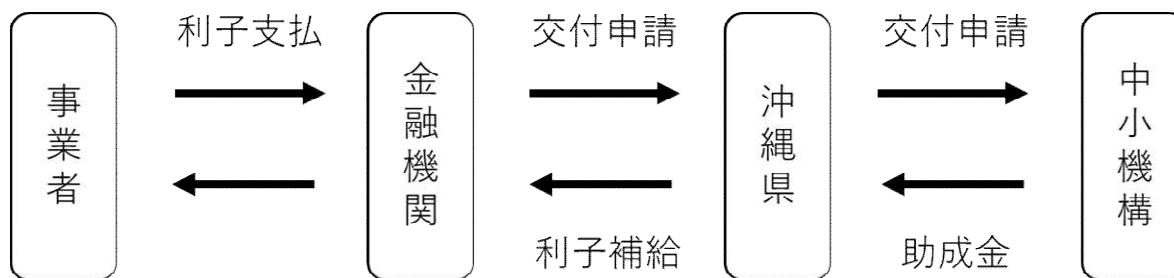 利子支払
交付申請
交付申請
事業者
金融機関
沖縄県
中小機構
利子補給
助成金